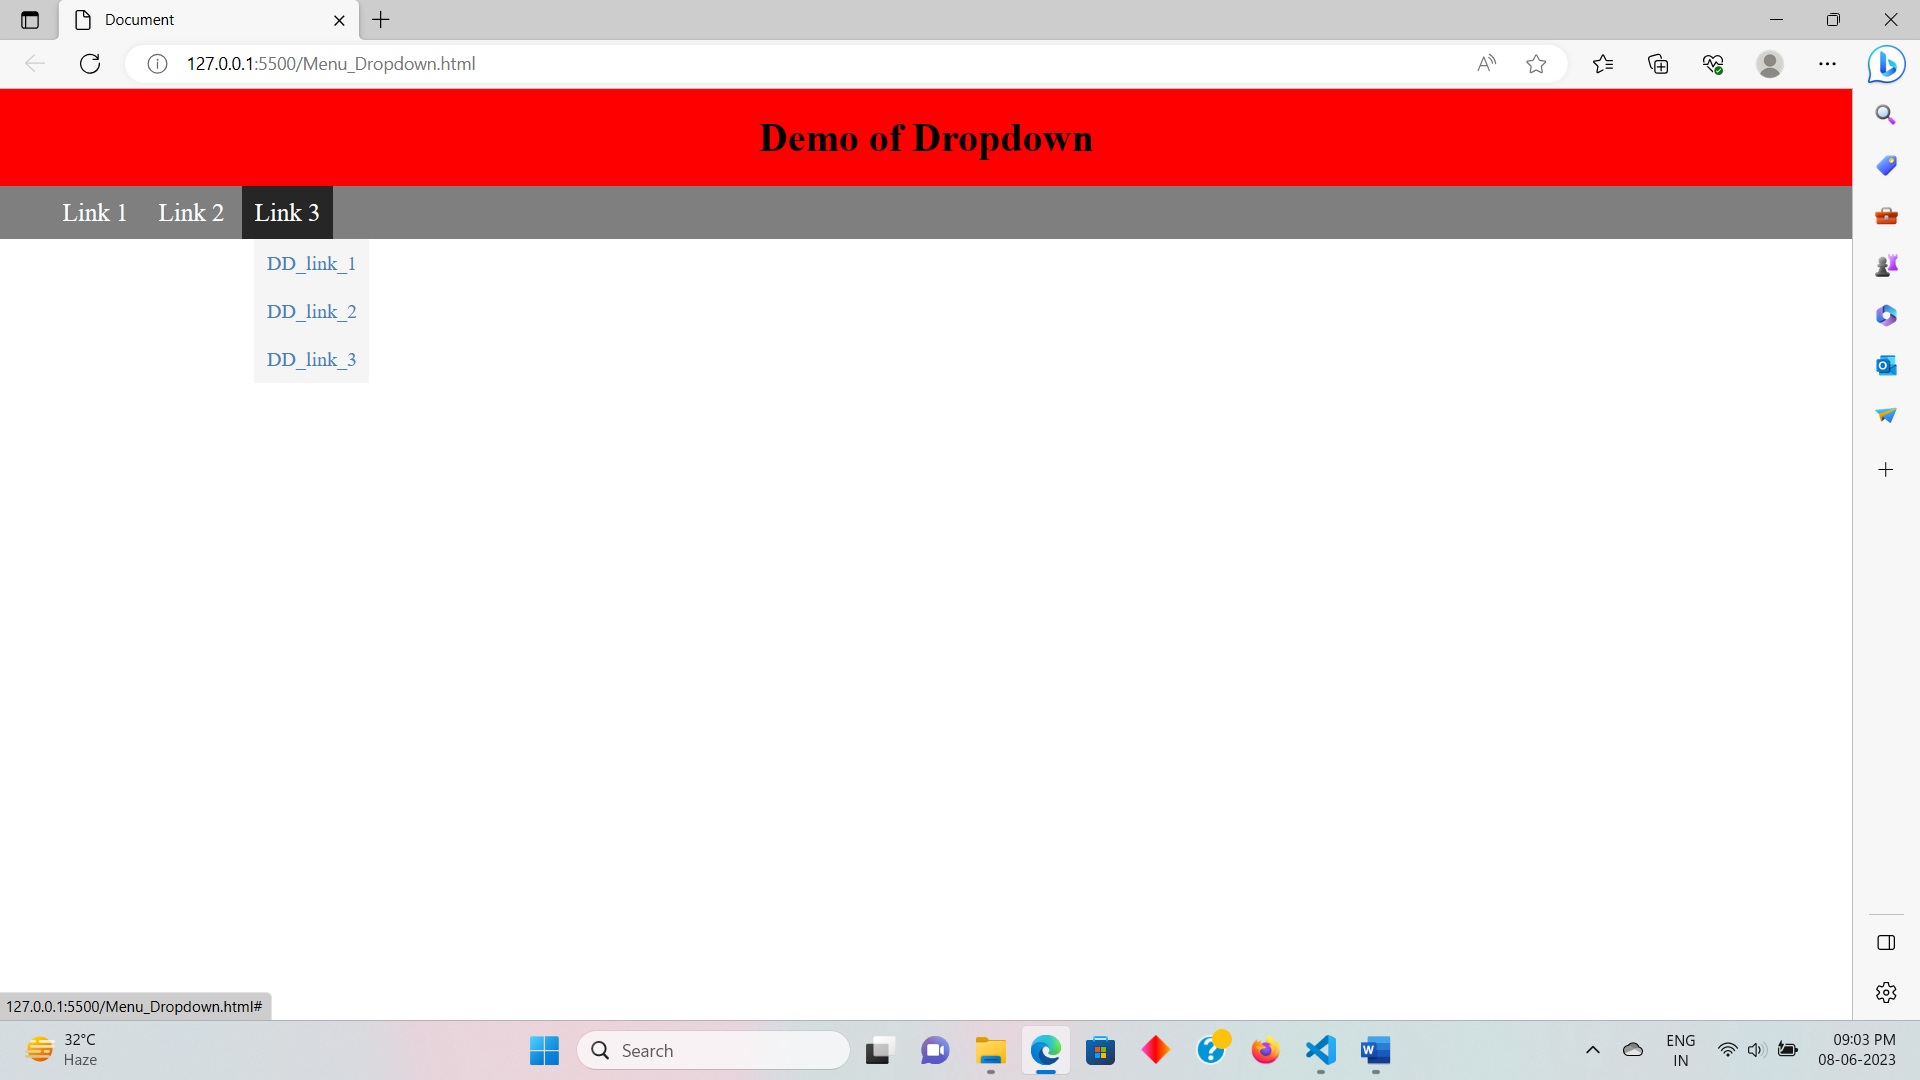 Document
127.0.0.1:5500/Menu_Dropdown.html
Demo of Dropdown
Link 1 Link 2 Link 3
DD_link_1
DD_link_2
DD_link_3
127.0.0.1:5500/Menu_Dropdown.html#
32°C
Haze
Search
ENG
IN
09:03 PM
08-06-2023